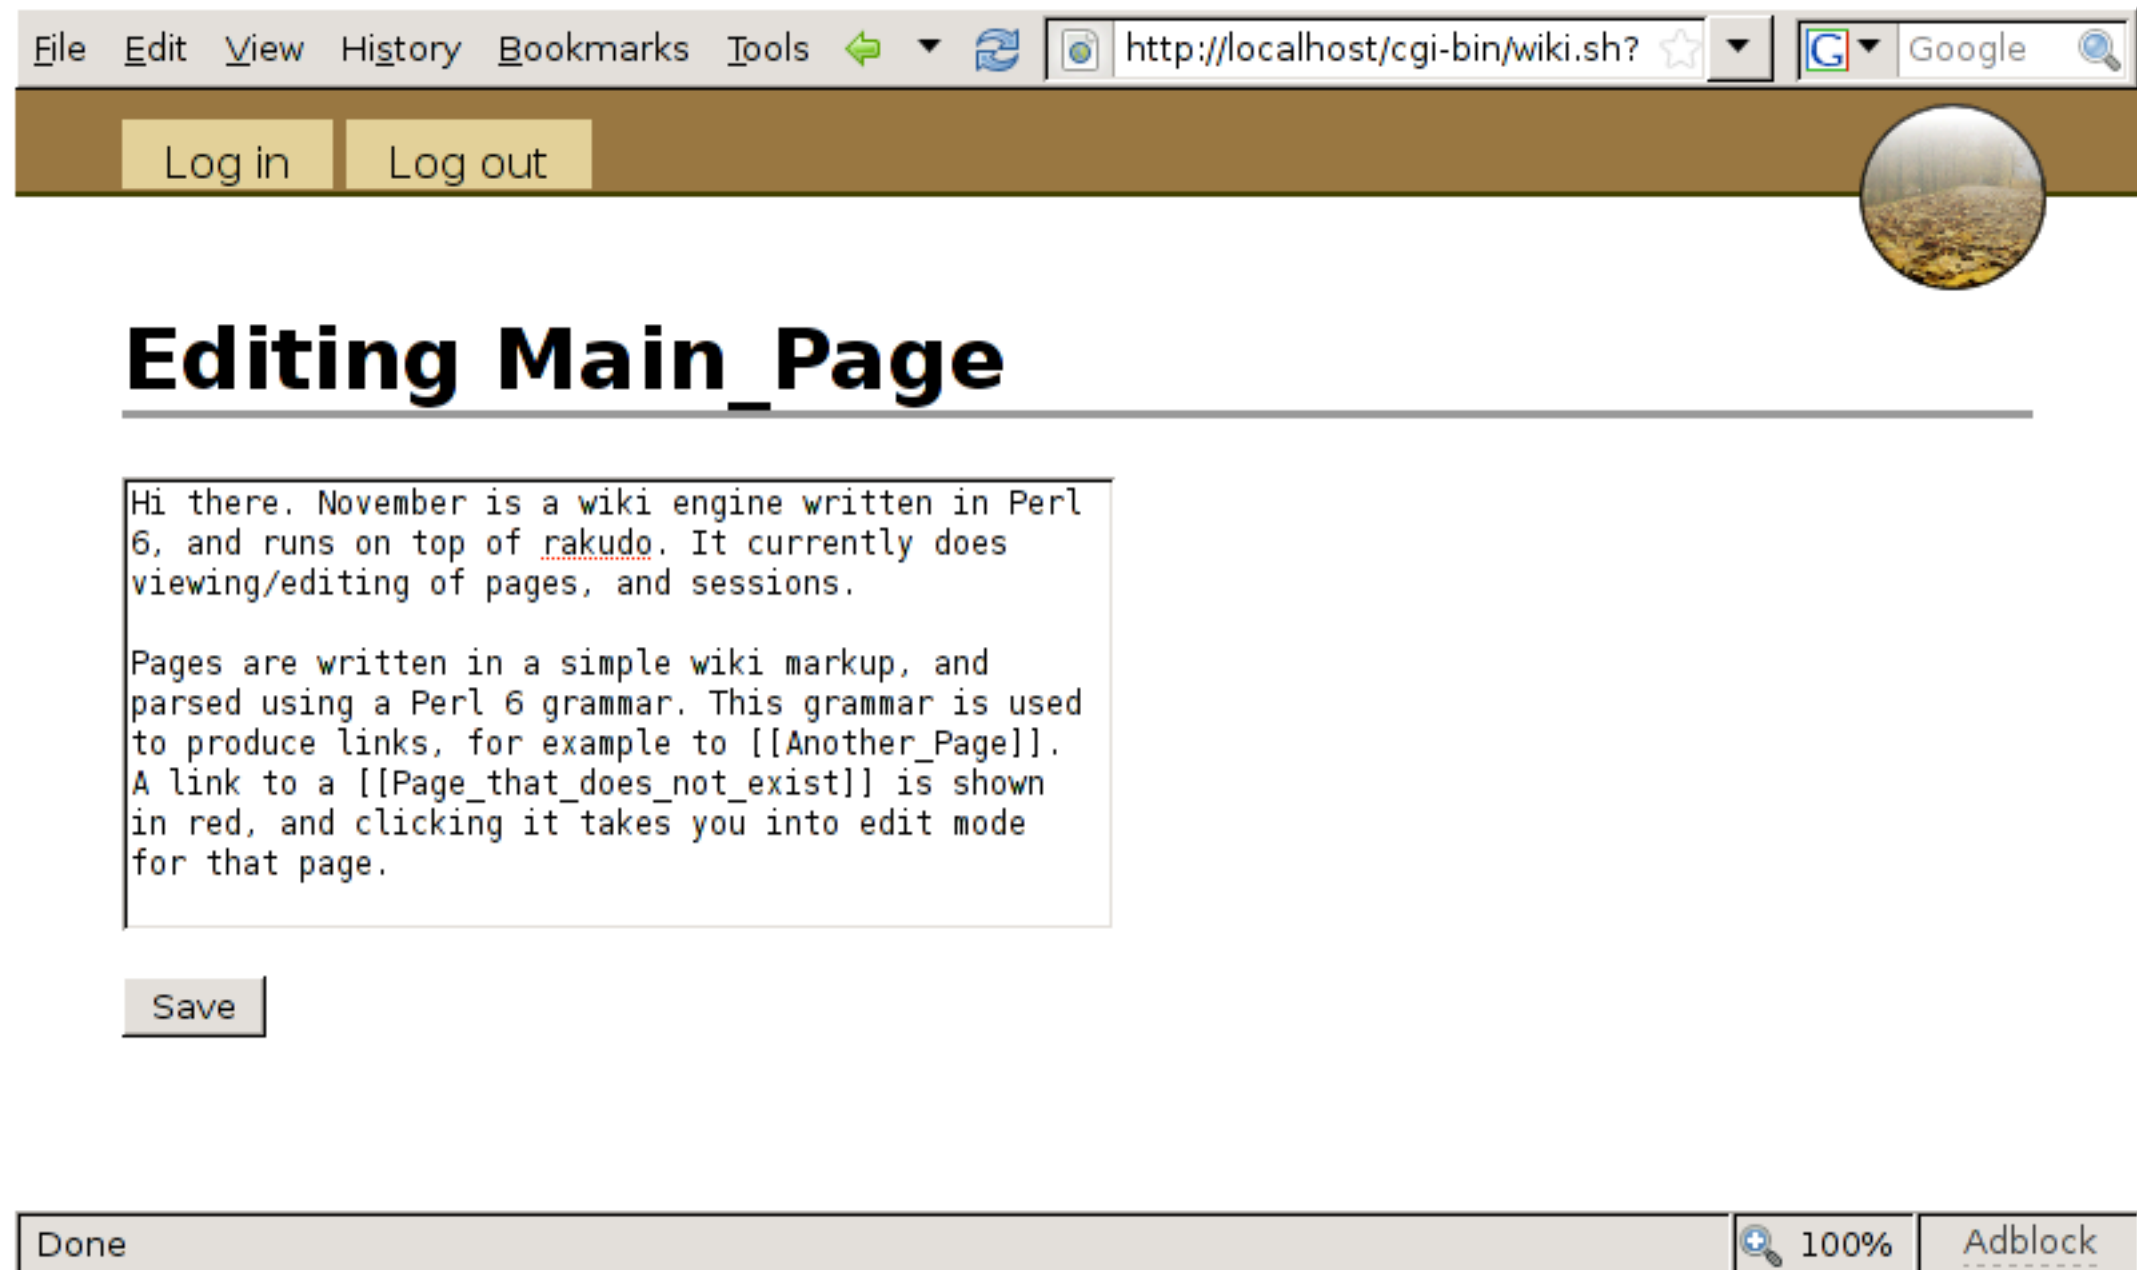 File Edit View History Bookmarks Tools http://localhost/cgi-bin/wiki.sh? G Google
Log in Log out
Editing Main_Page
Hi there. November is a wiki engine written in Perl
6, and runs on top of rakudo. It currently does
viewing/editing of pages, and sessions.
Pages are written in a simple wiki markup, and
parsed using a Perl 6 grammar. This grammar is used
to produce links, for example to [[Another_Page]].
A link to a [[Page_that_does_not_exist]] is shown
in red, and clicking it takes you into edit mode
for that page.
Save
Done 100% Adblock